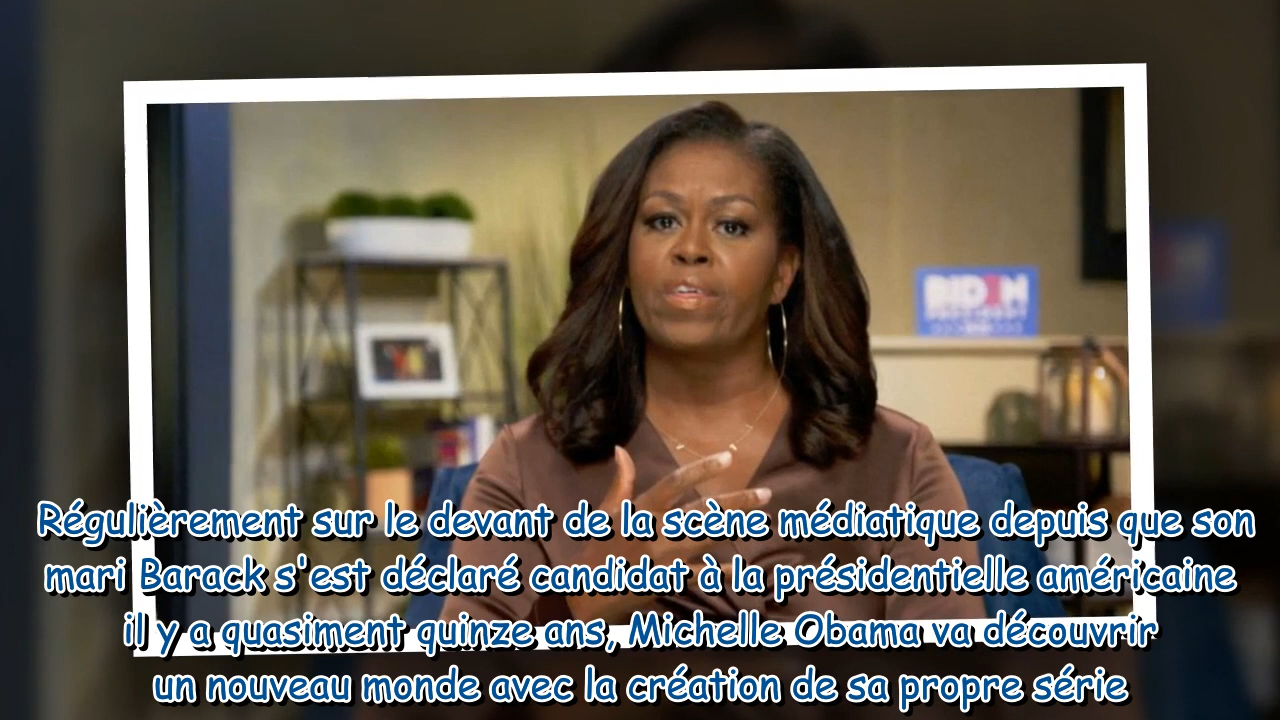 BIDEN
Régulièrement sur le devant de la scène médiatique depuis que son
mari Barack s'est déclaré candidat à la présidentielle américaine
il y a quasiment quinze ans, Michelle Obama va découvrir
un nouveau monde avec la création de sa propre série